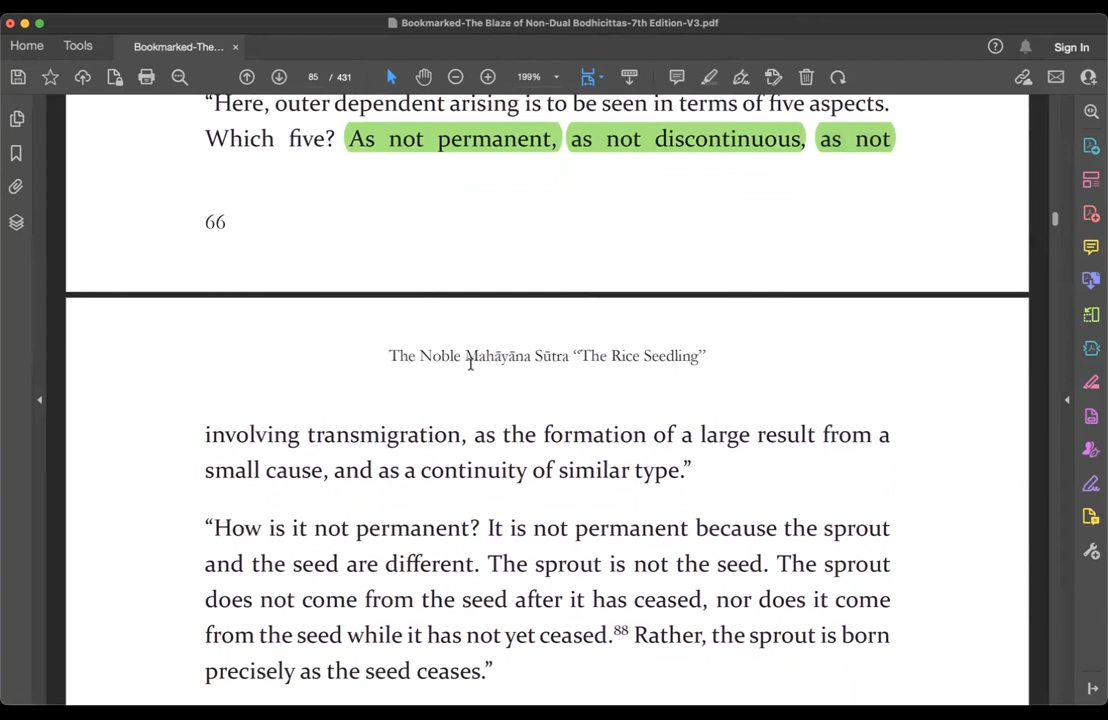 Bookmarked-The Blaze of Non-Dual Bodhicittas-7th Edition-V3.pdf
Home Tools Bookmarked-The... × Sign In
85 / 431 199%
“Here, outer dependent arising is to be seen in terms of five aspects.
Which five? As not permanent, as not discontinuous, as not
66
The Noble Mahāyāna Sūtra “The Rice Seedling”
involving transmigration, as the formation of a large result from a
small cause, and as a continuity of similar type.”
“How is it not permanent? It is not permanent because the sprout
and the seed are different. The sprout is not the seed. The sprout
does not come from the seed after it has ceased, nor does it come
from the seed while it has not yet ceased.⁸⁸ Rather, the sprout is born
precisely as the seed ceases.”